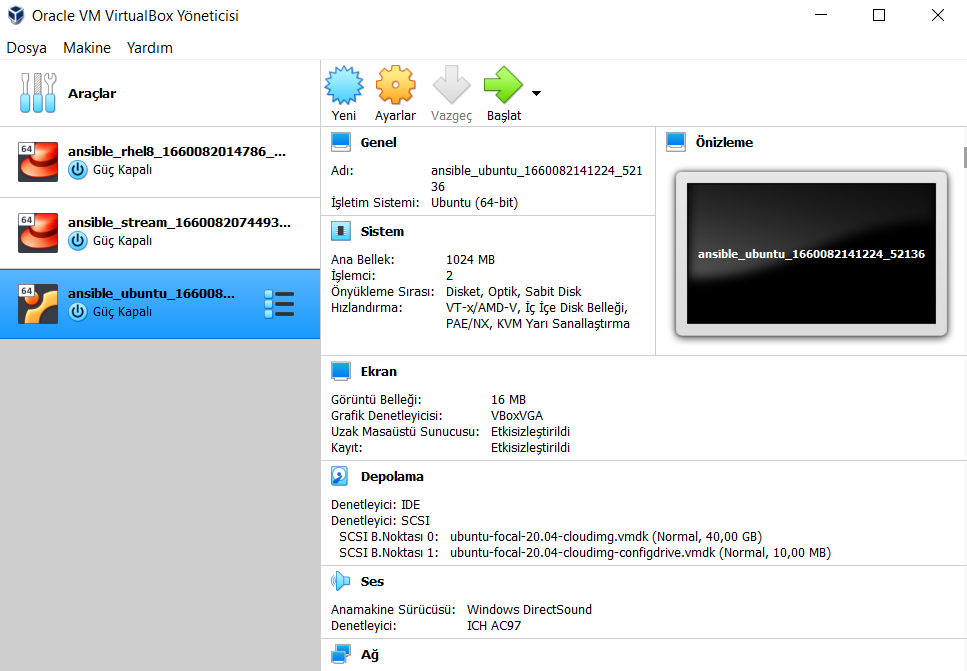 Oracle VM VirtualBox Yöneticisi
Dosya Makine Yardım
Araçlar
Yeni Ayarlar Vazgeç Başlat
64
ansible_rhel8_1660082014786_...
Güç Kapalı
64
ansible_stream_1660082074493...
Güç Kapalı
64
ansible_ubuntu_166008...
Güç Kapalı
Genel
Adı: ansible_ubuntu_1660082141224_521
36
İşletim Sistemi: Ubuntu (64-bit)
Önizleme
ansible_ubuntu_1660082141224_52136
Sistem
Ana Bellek: 1024 MB
İşlemci: 2
Önyükleme Sırası: Disket, Optik, Sabit Disk
Hızlandırma: VT-x/AMD-V, İç İçe Disk Belleği,
PAE/NX, KVM Yarı Sanallaştırma
Ekran
Görüntü Belleği: 16 MB
Grafik Denetleyicisi: VBoxVGA
Uzak Masaüstü Sunucusu: Etkisizleştirildi
Kayıt: Etkisizleştirildi
Depolama
Denetleyici: IDE
Denetleyici: SCSI
SCSI B.Noktası 0: ubuntu-focal-20.04-cloudimg.vmdk (Normal, 40,00 GB)
SCSI B.Noktası 1: ubuntu-focal-20.04-cloudimg-configdrive.vmdk (Normal, 10,00 MB)
Ses
Anamakine Sürücüsü: Windows DirectSound
Denetleyici: ICH AC97
Ağ